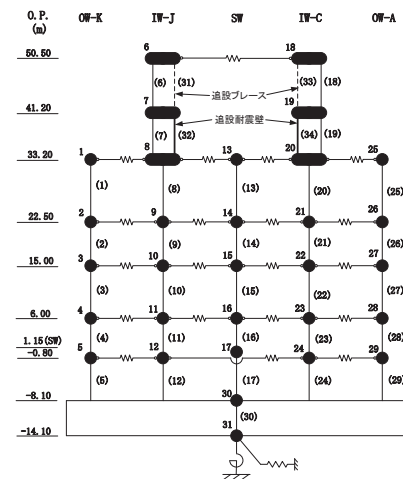 O.P. OW-K IW-J SW IW-C OW-A
(m)
50.50 6 18
(6) (31) (33) (18)
追設ブレース
41.20 7 19
追設耐震壁
(7) (32) (34) (19)
33.20 1 8 13 20 25
(1) (8) (13) (20) (25)
22.50 2 9 14 21 26
(2) (9) (14) (21) (26)
15.00 3 10 15 22 27
(3) (10) (15) (22) (27)
6.00 4 11 16 23 28
(4) (11) (16) (23) (28)
1.15(SW) 17
-0.80 5 12 24 29
(5) (12) (17) (24) (29)
-8.10 30
(30)
-14.10 31